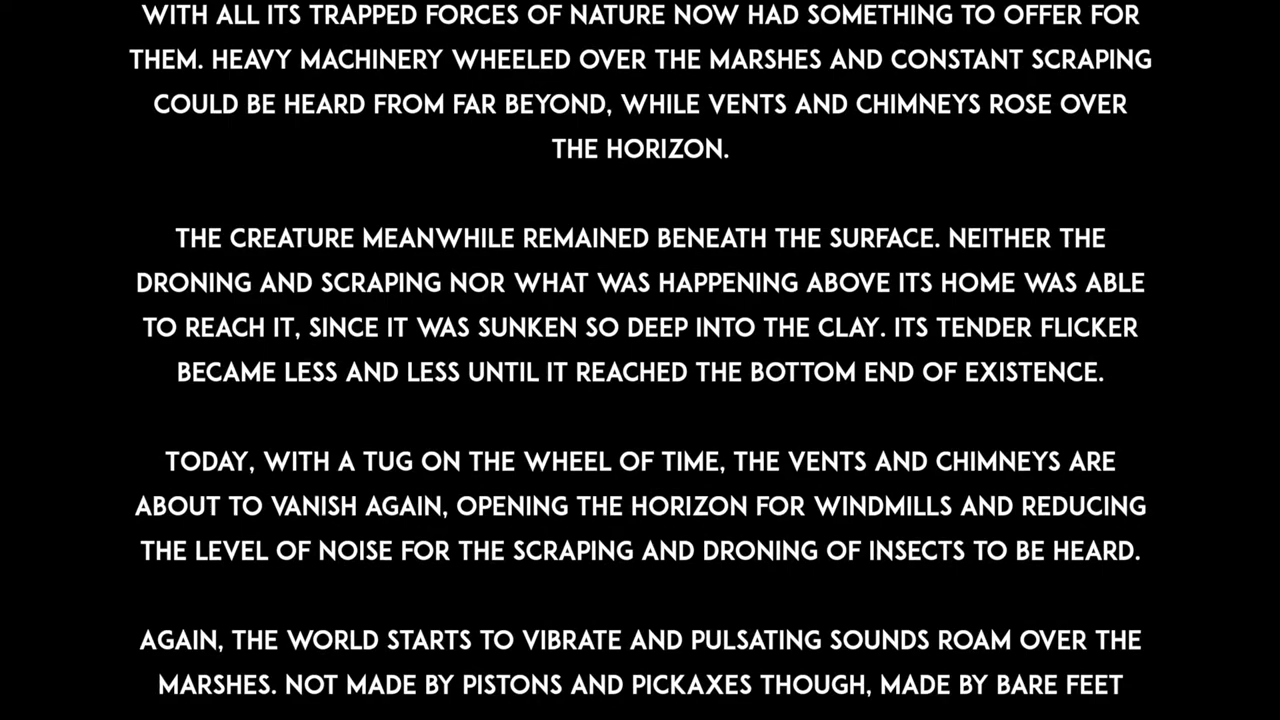 WITH ALL ITS TRAPPED FORCES OF NATURE NOW HAD SOMETHING TO OFFER FOR
THEM. HEAVY MACHINERY WHEELED OVER THE MARSHES AND CONSTANT SCRAPING
COULD BE HEARD FROM FAR BEYOND, WHILE VENTS AND CHIMNEYS ROSE OVER
THE HORIZON.
THE CREATURE MEANWHILE REMAINED BENEATH THE SURFACE. NEITHER THE
DRONING AND SCRAPING NOR WHAT WAS HAPPENING ABOVE ITS HOME WAS ABLE
TO REACH IT, SINCE IT WAS SUNKEN SO DEEP INTO THE CLAY. ITS TENDER FLICKER
BECAME LESS AND LESS UNTIL IT REACHED THE BOTTOM END OF EXISTENCE.
TODAY, WITH A TUG ON THE WHEEL OF TIME, THE VENTS AND CHIMNEYS ARE
ABOUT TO VANISH AGAIN, OPENING THE HORIZON FOR WINDMILLS AND REDUCING
THE LEVEL OF NOISE FOR THE SCRAPING AND DRONING OF INSECTS TO BE HEARD.
AGAIN, THE WORLD STARTS TO VIBRATE AND PULSATING SOUNDS ROAM OVER THE
MARSHES. NOT MADE BY PISTONS AND PICKAXES THOUGH, MADE BY BARE FEET